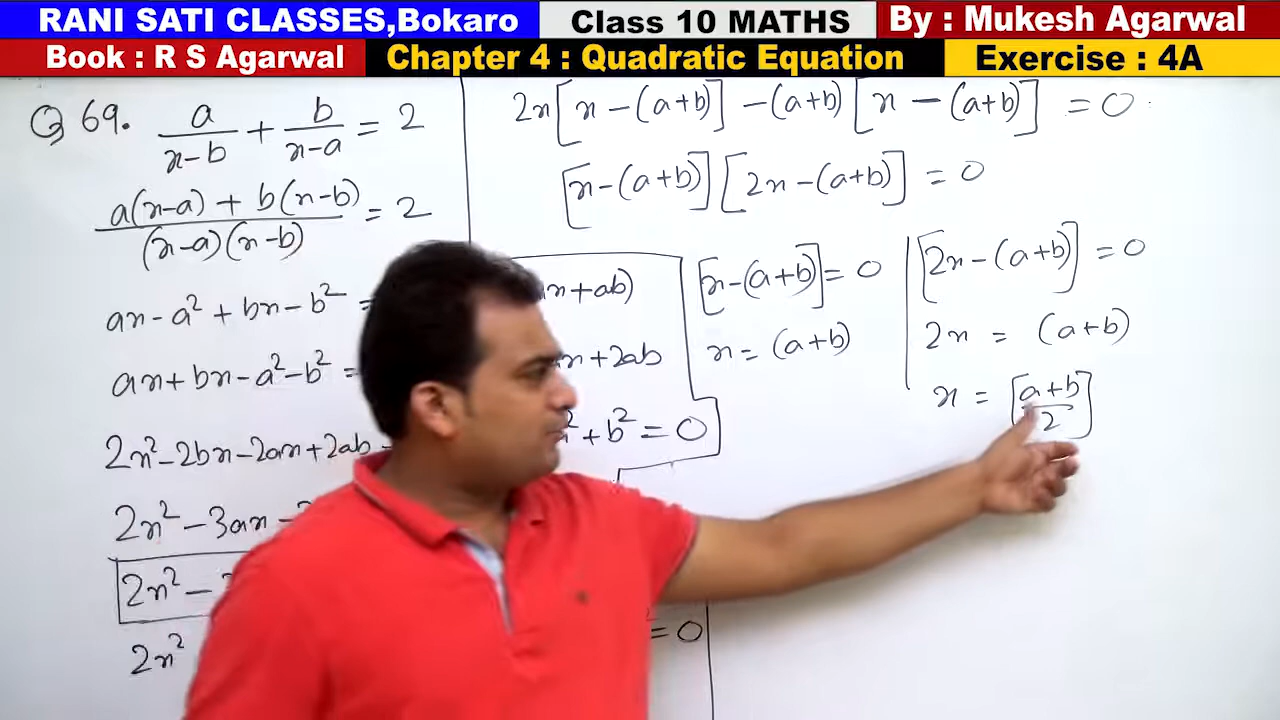 RANI SATI CLASSES,Bokaro
Class 10 MATHS
By : Mukesh Agarwal
Book : R S Agarwal
Chapter 4 : Quadratic Equation
Exercise : 4A
Q 69. a/(x-b) + b/(x-a) = 2
(a(x-a) + b(x-b))/((x-a)(x-b)) = 2
ax - a² + bx - b² =
ax + bx - a² - b² =
2x² - 2bx - 2ax + 2ab -
2x² - 3ax -
2x² -
2x²
x + ab)
x + 2ab
² + b² = 0
= 0
2x[x - (a+b)] - (a+b)[x - (a+b)] = 0
[x - (a+b)][2x - (a+b)] = 0
[x - (a+b)] = 0
x = (a+b)
[2x - (a+b)] = 0
2x = (a+b)
x = [(a+b)/2]